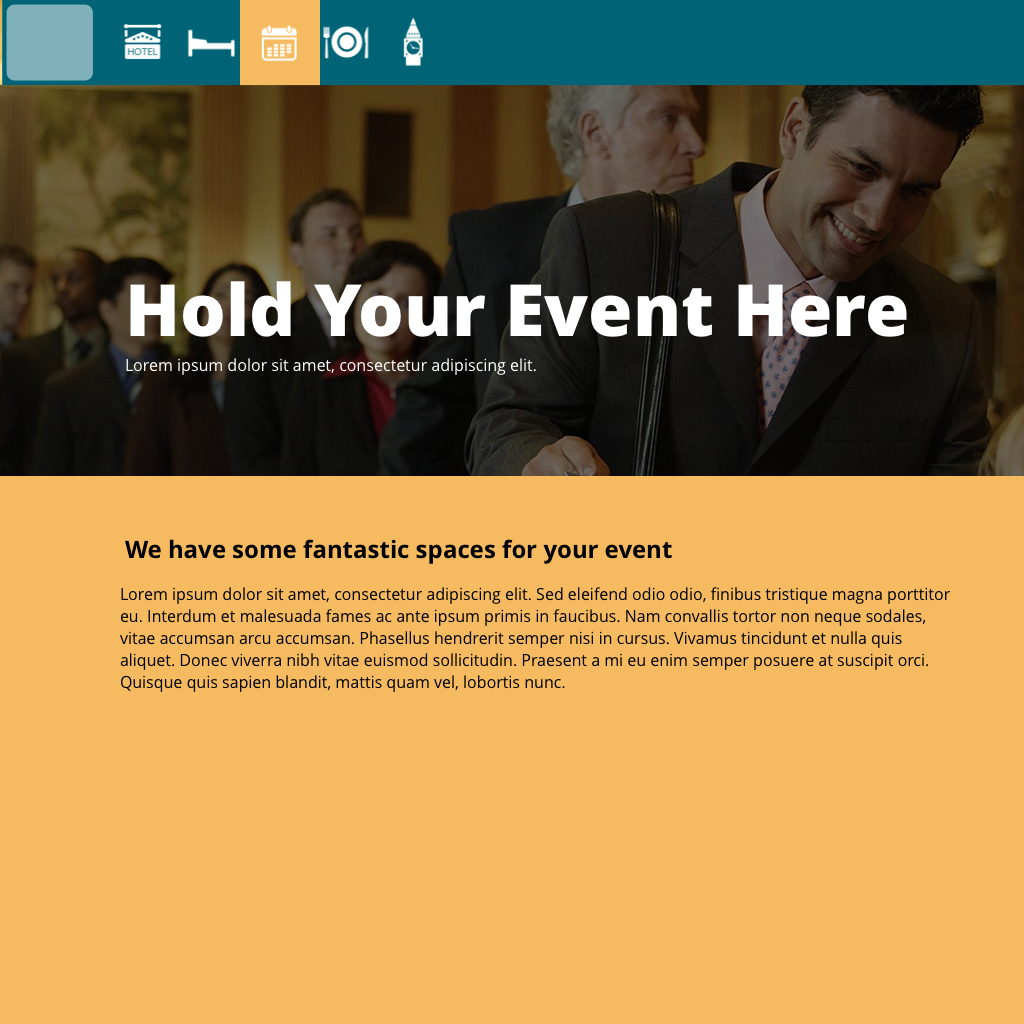 HOTEL
Hold Your Event Here
Lorem ipsum dolor sit amet, consectetur adipiscing elit.
We have some fantastic spaces for your event
Lorem ipsum dolor sit amet, consectetur adipiscing elit. Sed eleifend odio odio, finibus tristique magna porttitor
eu. Interdum et malesuada fames ac ante ipsum primis in faucibus. Nam convallis tortor non neque sodales,
vitae accumsan arcu accumsan. Phasellus hendrerit semper nisi in cursus. Vivamus tincidunt et nulla quis
aliquet. Donec viverra nibh vitae euismod sollicitudin. Praesent a mi eu enim semper posuere at suscipit orci.
Quisque quis sapien blandit, mattis quam vel, lobortis nunc.